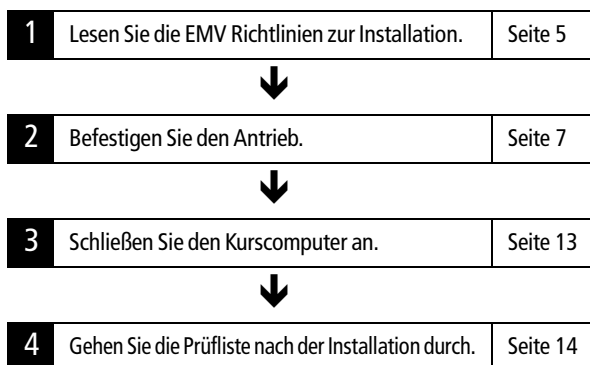 1 Lesen Sie die EMV Richtlinien zur Installation. Seite 5
2 Befestigen Sie den Antrieb. Seite 7
3 Schließen Sie den Kurscomputer an. Seite 13
4 Gehen Sie die Prüfliste nach der Installation durch. Seite 14